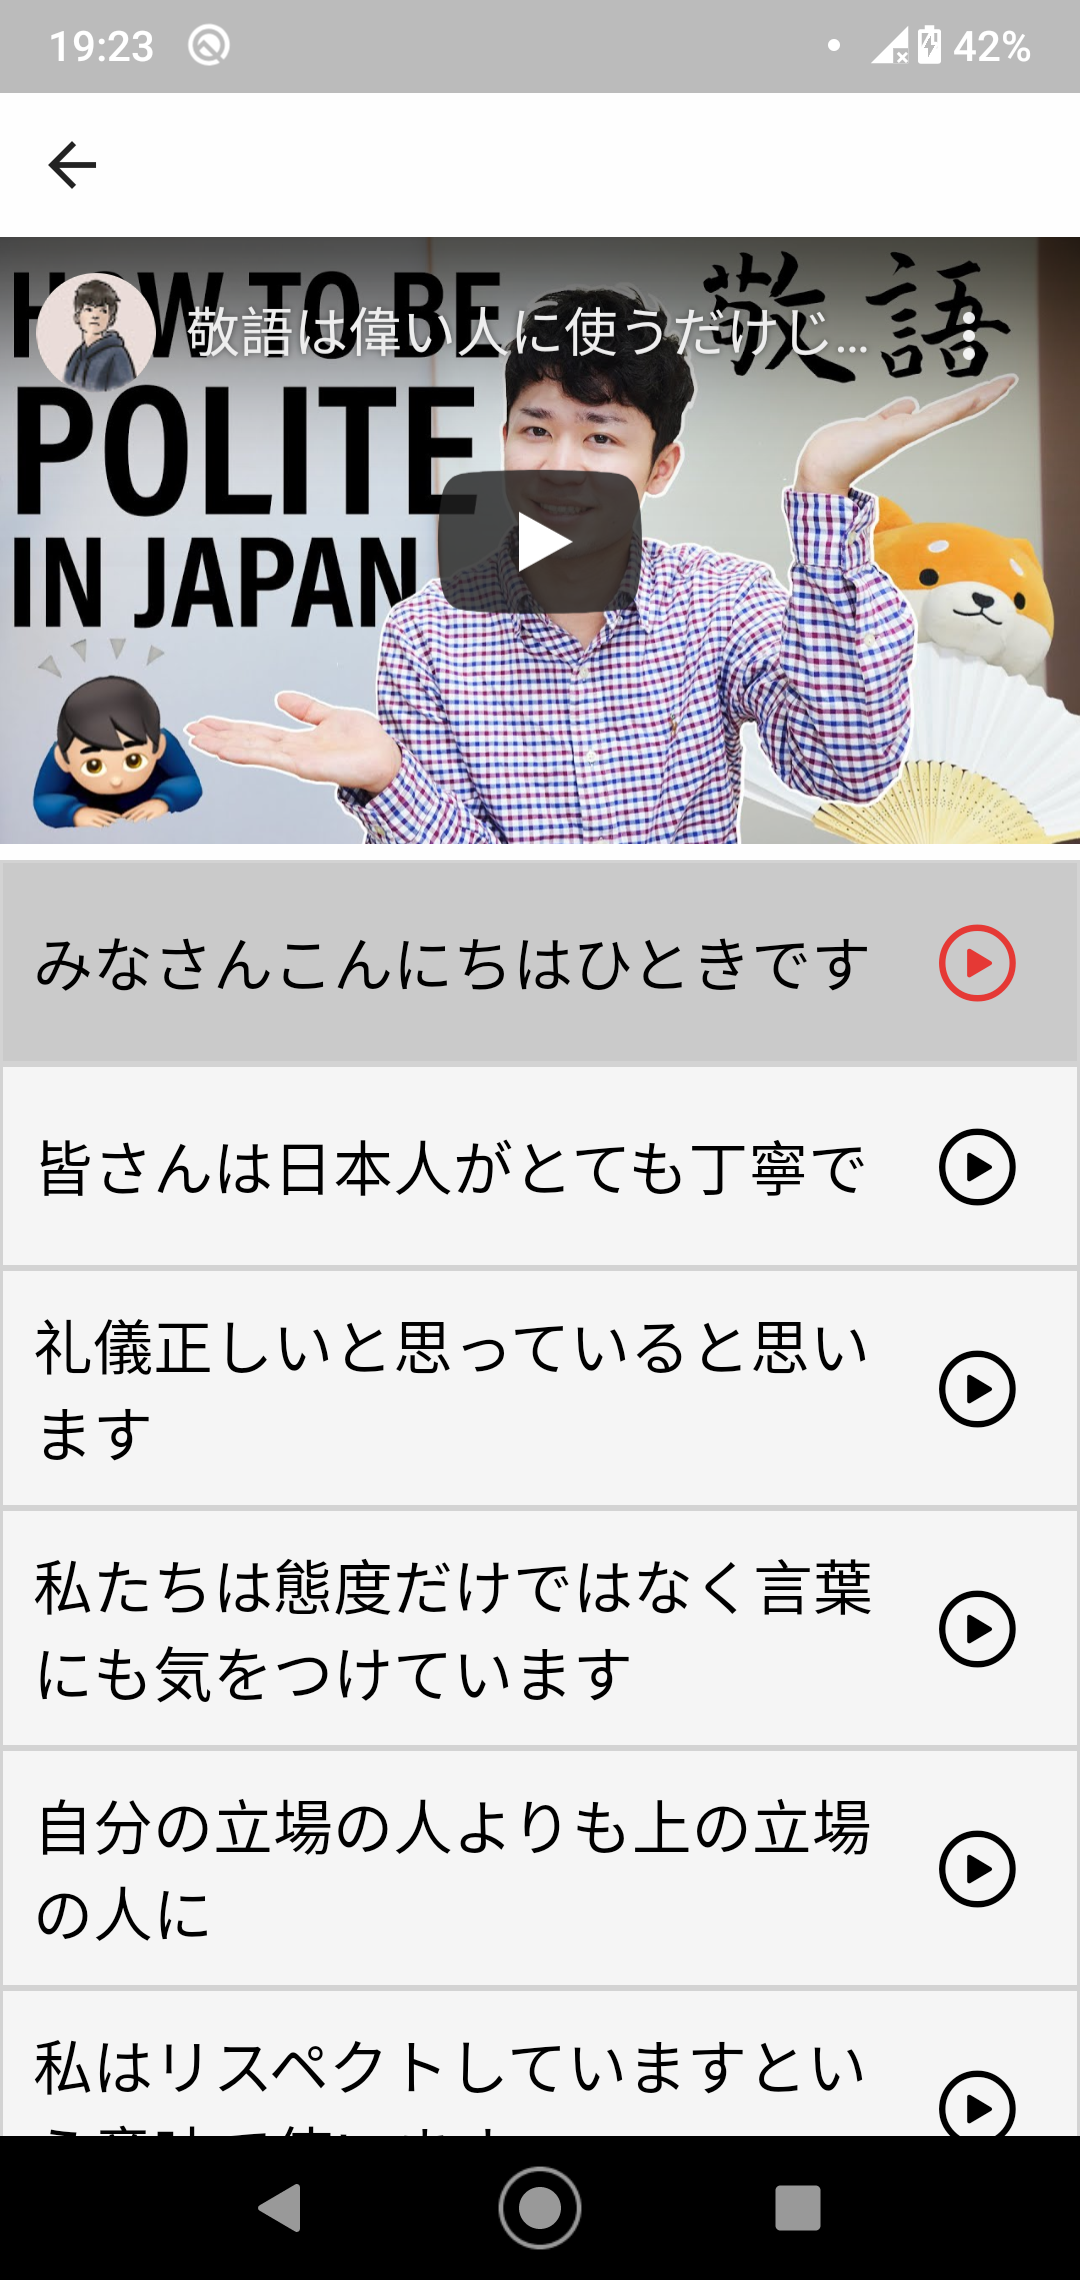 19:23
42%
HOW TO BE
敬語
敬語は偉い人に使うだけじ...
POLITE
IN JAPAN
みなさんこんにちはひときです
皆さんは日本人がとても丁寧で
礼儀正しいと思っていると思い
ます
私たちは態度だけではなく言葉
にも気をつけています
自分の立場の人よりも上の立場
の人に
私はリスペクトしていますとい